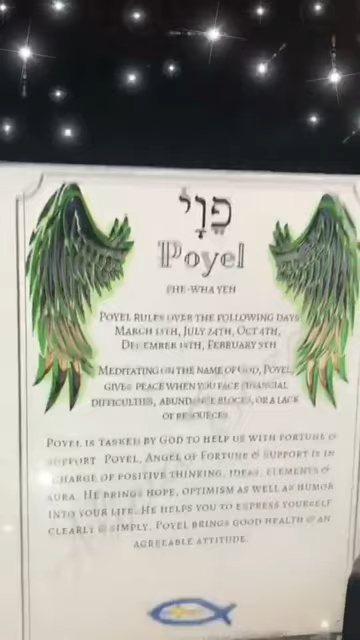 פֶוָי
Poyel
PHE-WHA YEH
POYEL RULES OVER THE FOLLOWING DAYS
MARCH 13TH, JULY 24TH, OCT 4TH,
DECEMBER 19TH, FEBRUARY 5TH
MEDITATING ON THE NAME OF GOD, POYEL,
GIVES PEACE WHEN YOU FACE FINANCIAL
DIFFICULTIES, ABUNDANCE BLOCKS, OR A LACK
OF RESOURCES
POYEL IS TASKED BY GOD TO HELP US WITH FORTUNE &
SUPPORT POYEL, ANGEL OF FORTUNE & SUPPORT IS IN
CHARGE OF POSITIVE THINKING, IDEAS, ELEMENTS &
AURA. HE BRINGS HOPE, OPTIMISM AS WELL AS HUMOR
INTO YOUR LIFE. HE HELPS YOU TO EXPRESS YOURSELF
CLEARLY & SIMPLY. POYEL BRINGS GOOD HEALTH & AN
AGREEABLE ATTITUDE.